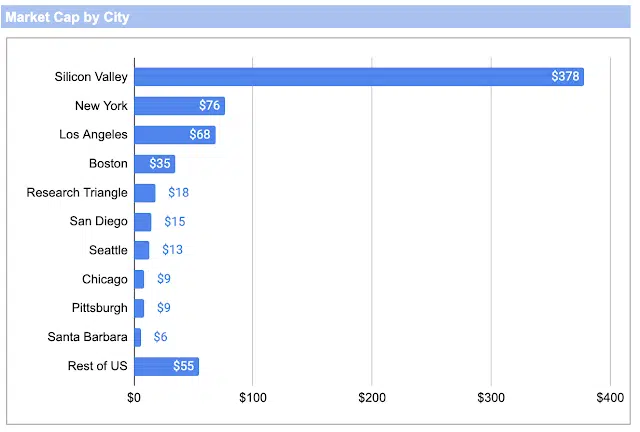 Market Cap by City
Silicon Valley $378
New York $76
Los Angeles $68
Boston $35
Research Triangle $18
San Diego $15
Seattle $13
Chicago $9
Pittsburgh $9
Santa Barbara $6
Rest of US $55
$0 $100 $200 $300 $400